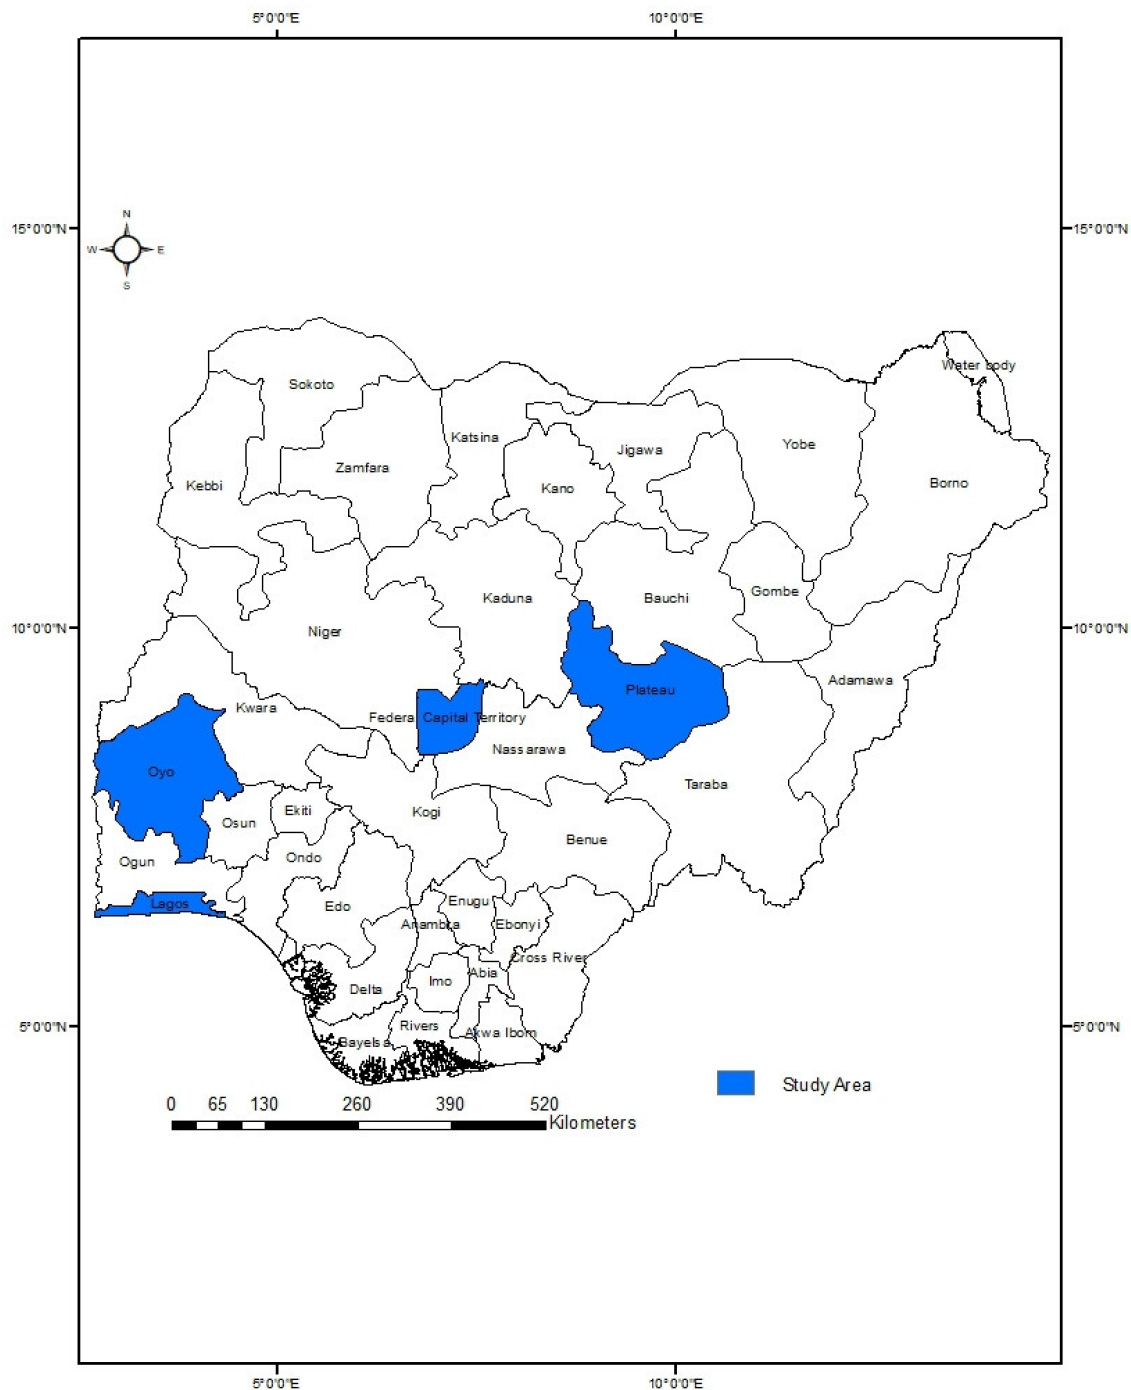 5°0'0"E 10°0'0"E
N
15°0'0"N 15°0'0"N
W E
S
Water body
Sokoto
Katsina
Yobe
Jigawa
Zamfara
Borno
Kebbi
Kano
Gombe
Kaduna
Bauchi
10°0'0"N 10°0'0"N
Niger
Adamawa
Plateau
Kwara
Federal Capital Territory
Nassarawa
Oyo
Taraba
Ekiti
Kogi
Osun
Benue
Ondo
Ogun
Enugu
Lagos
Edo
Anambra
Ebonyi
Cross River
Abia
Imo
Delta
Rivers
5°0'0"N 5°0'0"N
Akwa Ibom
Bayelsa
Study Area
0 65 130 260 390 520
Kilometers
5°0'0"E 10°0'0"E